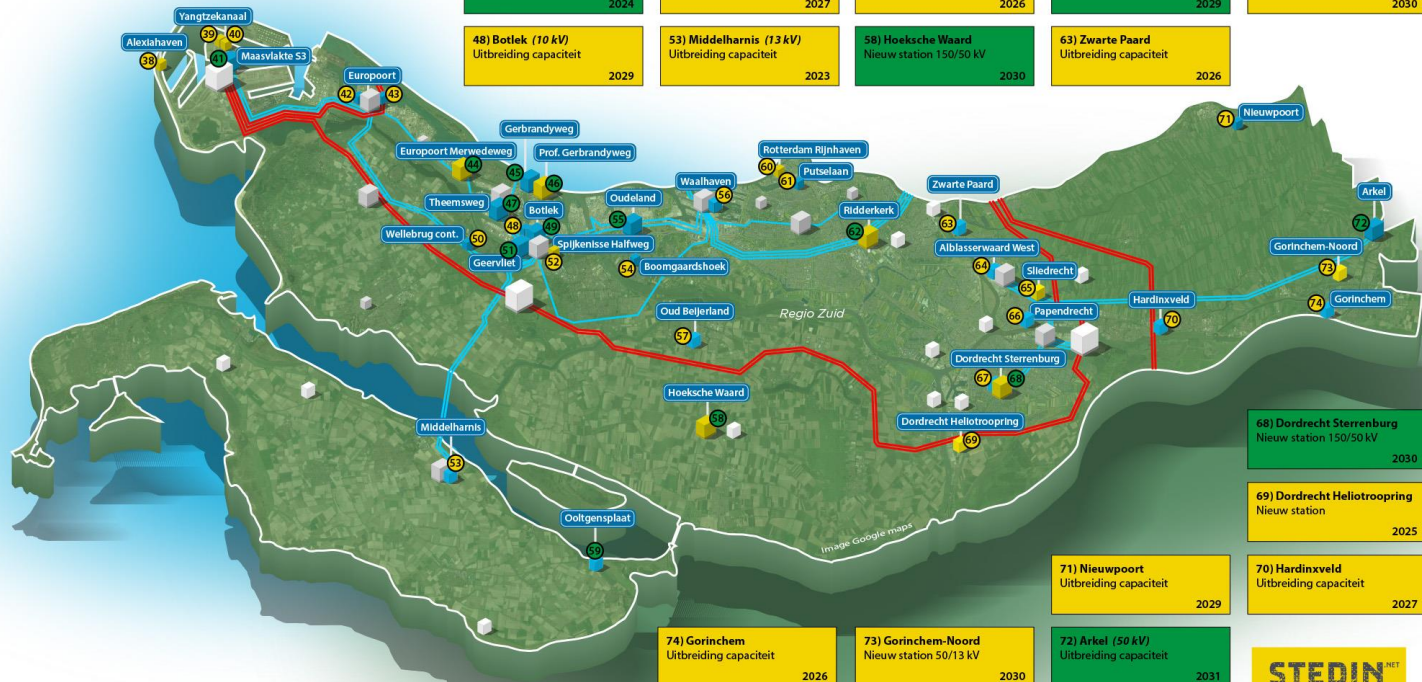 2024
2027
2026
2029
2030
48) Botlek (10 kV)
Uitbreiding capaciteit
2029
53) Middelharnis (13 kV)
Uitbreiding capaciteit
2023
58) Hoeksche Waard
Nieuw station 150/50 kV
2030
63) Zwarte Paard
Uitbreiding capaciteit
2026
Yangtzekanaal
39
40
Alexiahaven
38
41
Maasvlakte S3
Europoort
42
43
Gerbrandyweg
Europoort Merwedeweg
44
45
Prof. Gerbrandyweg
46
Rotterdam Rijnhaven
60
61
Putselaan
71
Nieuwpoort
Theemsweg
47
Botlek
48
49
Oudeland
55
Waalhaven
56
Ridderkerk
62
Zwarte Paard
63
Arkel
72
Wellebrug cont.
50
51
Geervliet
Spijkenisse Halfweg
52
54
Boomgaardshoek
Alblasserwaard West
64
Sliedrecht
65
Gorinchem-Noord
73
Hardinxveld
70
74
Gorinchem
Oud Beijerland
57
Regio Zuid
66
Papendrecht
Dordrecht Sterrenburg
67
68
Hoeksche Waard
58
Dordrecht Heliotroopring
69
Middelharnis
53
Ooltgensplaat
59
Image Google maps
68) Dordrecht Sterrenburg
Nieuw station 150/50 kV
2030
69) Dordrecht Heliotroopring
Nieuw station
2025
71) Nieuwpoort
Uitbreiding capaciteit
2029
70) Hardinxveld
Uitbreiding capaciteit
2027
74) Gorinchem
Uitbreiding capaciteit
2026
73) Gorinchem-Noord
Nieuw station 50/13 kV
2030
72) Arkel (50 kV)
Uitbreiding capaciteit
2031
STEDIN.NET